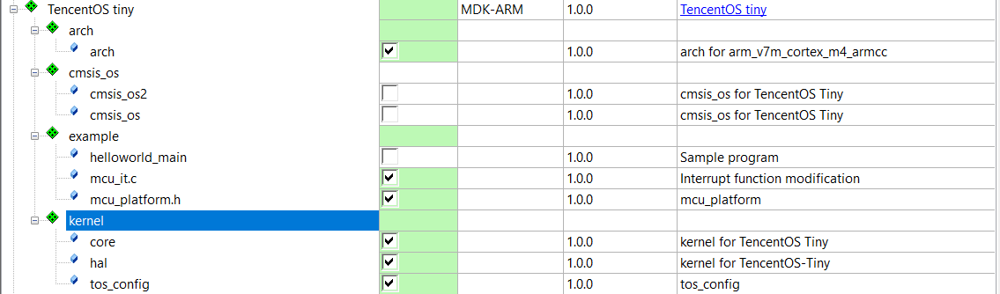 TencentOS tiny MDK-ARM 1.0.0 TencentOS tiny
arch
arch 1.0.0 arch for arm_v7m_cortex_m4_armcc
cmsis_os
cmsis_os2 1.0.0 cmsis_os for TencentOS Tiny
cmsis_os 1.0.0 cmsis_os for TencentOS Tiny
example
helloworld_main 1.0.0 Sample program
mcu_it.c 1.0.0 Interrupt function modification
mcu_platform.h 1.0.0 mcu_platform
kernel
core 1.0.0 kernel for TencentOS Tiny
hal 1.0.0 kernel for TencentOS-Tiny
tos_config 1.0.0 tos_config